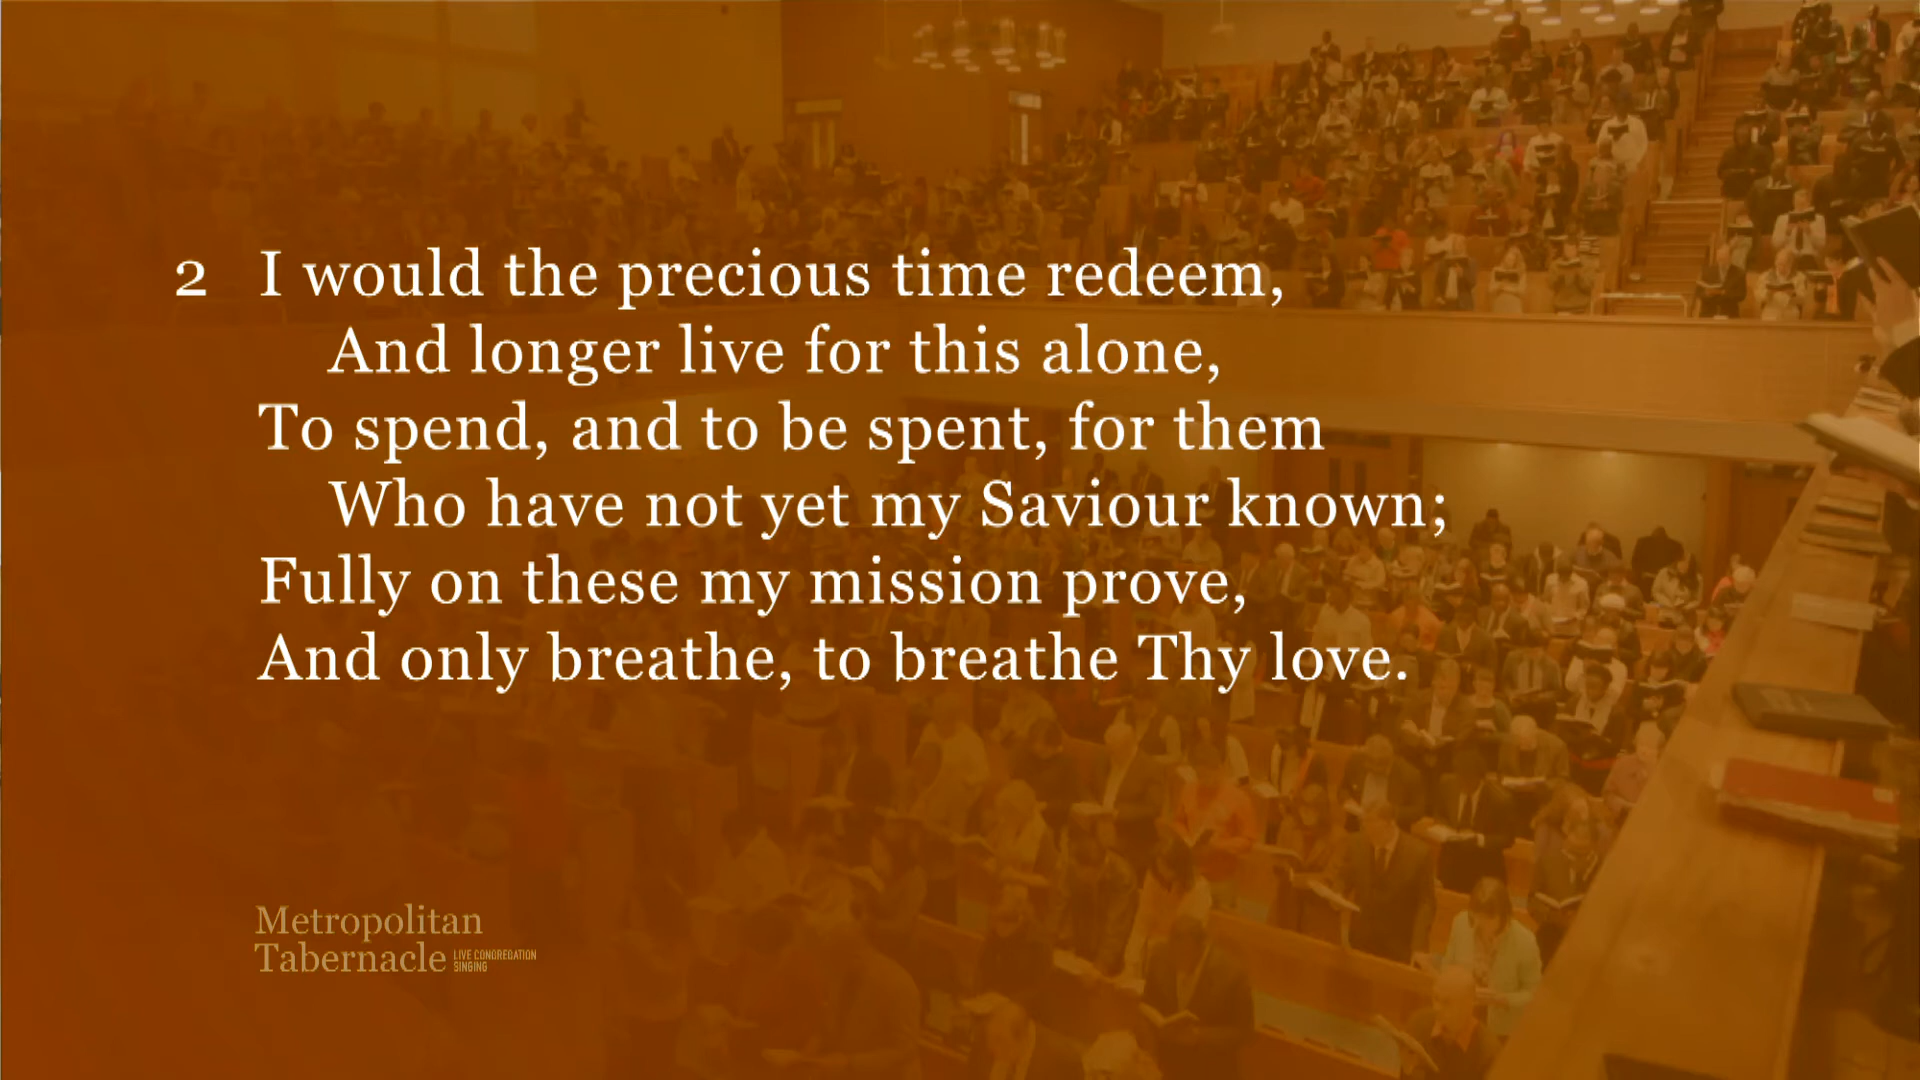 2 I would the precious time redeem,
And longer live for this alone,
To spend, and to be spent, for them
Who have not yet my Saviour known;
Fully on these my mission prove,
And only breathe, to breathe Thy love.
Metropolitan
Tabernacle LIVE CONGREGATION
SINGING